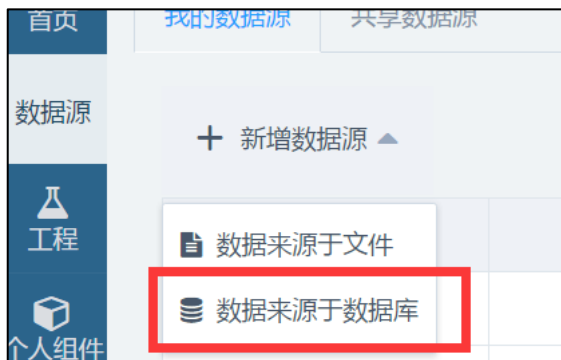 首页
我的数据源
共享数据源
数据源
新增数据源
工程
数据来源于文件
数据来源于数据库
个人组件